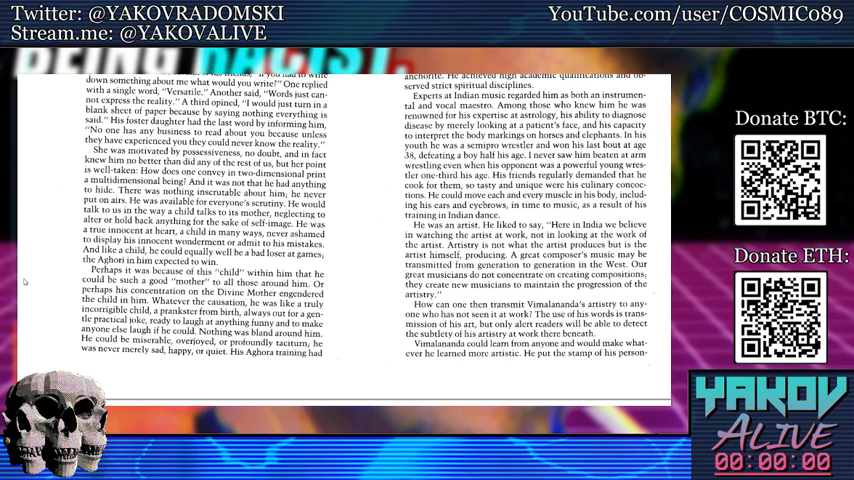 Twitter: @YAKOVRADOMSKI
Stream.me: @YAKOVALIVE
YouTube.com/user/COSMIC089
BEING RACIST.
down something about me what would you write?" One replied
with a single word, "Versatile." Another said, "Words just can-
not express the reality." A third opined, "I would just turn in a
blank sheet of paper because by saying nothing everything is
said." His foster daughter had the last word by informing him,
"No one has any business to read about you because unless
they have experienced you they could never know the reality."
She was motivated by possessiveness, no doubt, and in fact
knew him no better than did any of the rest of us, but her point
is well-taken: How does one convey in two-dimensional print
a multidimensional being? And it was not that he had anything
to hide. There was nothing inscrutable about him; he never
put on airs. He was available for everyone's scrutiny. He would
talk to us in the way a child talks to its mother, neglecting to
alter or hold back anything for the sake of self-image. He was
a true innocent at heart, a child in many ways, never ashamed
to display his innocent wonderment or admit to his mistakes.
And like a child, he could equally well be a bad loser at games;
the Aghori in him expected to win.
Perhaps it was because of this "child" within him that he
could be such a good "mother" to all those around him. Or
perhaps his concentration on the Divine Mother engendered
the child in him. Whatever the causation, he was like a truly
incorrigible child, a prankster from birth, always out for a gen-
tle practical joke, ready to laugh at anything funny and to make
anyone else laugh if he could. Nothing was bland around him.
He could be miserable, overjoyed, or profoundly taciturn; he
was never merely sad, happy, or quiet. His Aghora training had
anchorite. He achieved high academic qualifications and ob-
served strict spiritual disciplines.
Experts at Indian music regarded him as both an instrumen-
tal and vocal maestro. Among those who knew him he was
renowned for his expertise at astrology, his ability to diagnose
disease by merely looking at a patient's face, and his capacity
to interpret the body markings on horses and elephants. In his
youth he was a semipro wrestler and won his last bout at age
38, defeating a boy half his age. I never saw him beaten at arm
wrestling even when his opponent was a powerful young wres-
tler one-third his age. His friends regularly demanded that he
cook for them, so tasty and unique were his culinary concoc-
tions. He could move each and every muscle in his body, includ-
ing his ears and eyebrows, in time to music, as a result of his
training in Indian dance.
He was an artist. He liked to say, "Here in India we believe
in watching the artist at work, not in looking at the work of
the artist. Artistry is not what the artist produces but is the
artist himself, producing. A great composer's music may be
transmitted from generation to generation in the West. Our
great musicians do not concentrate on creating compositions;
they create new musicians to maintain the progression of the
artistry."
How can one then transmit Vimalananda's artistry to any-
one who has not seen it at work? The use of his words is trans-
mission of his art, but only alert readers will be able to detect
the subtlety of his artistry at work there beneath.
Vimalananda could learn from anyone and would make what-
ever he learned more artistic. He put the stamp of his person-
Donate BTC:
Donate ETH:
YAKOV
ALIVE
00:00:00